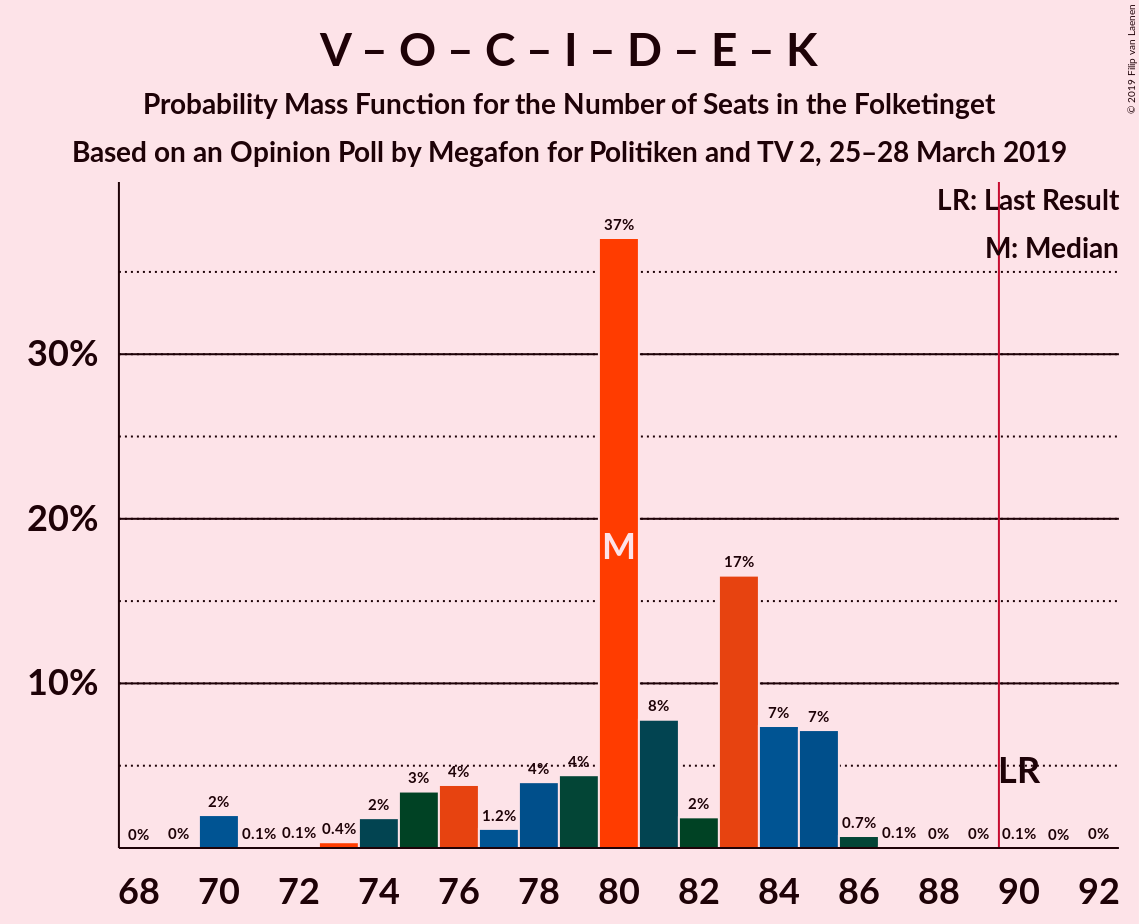 V – O – C – I – D – E – K
Probability Mass Function for the Number of Seats in the Folketinget
Based on an Opinion Poll by Megafon for Politiken and TV 2, 25–28 March 2019
© 2019 Filip van Laenen
LR: Last Result
M: Median
30%
20%
10%
0% 0% 2% 0.1% 0.1% 0.4% 2% 3% 4% 1.2% 4% 4% 37% 8% 2% 17% 7% 7% 0.7% 0.1% 0% 0% 0.1% 0% 0%
M
LR
68 70 72 74 76 78 80 82 84 86 88 90 92